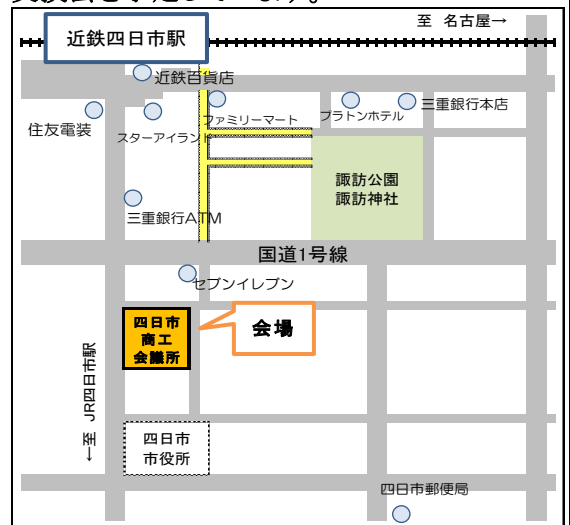 至 名古屋→
近鉄四日市駅
近鉄百貨店
ファミリーマート
プラトンホテル
三重銀行本店
住友電装
スターアイランド
諏訪公園
諏訪神社
三重銀行ATM
国道1号線
セブンイレブン
四日市
商工
会議所
会場
←至 JR四日市駅
四日市
市役所
四日市郵便局